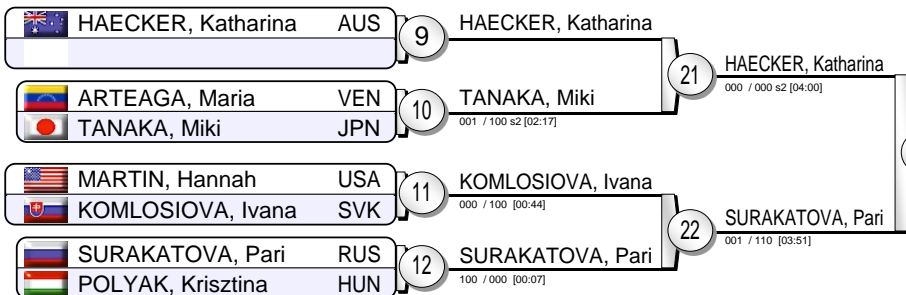 HAECKER, Katharina AUS
9
HAECKER, Katharina
21
HAECKER, Katharina
000 / 000 s2 [04:00]
ARTEAGA, Maria VEN
TANAKA, Miki JPN
10
TANAKA, Miki
001 / 100 s2 [02:17]
MARTIN, Hannah USA
KOMLOSIOVA, Ivana SVK
11
KOMLOSIOVA, Ivana
000 / 100 [00:44]
22
SURAKATOVA, Pari
001 / 110 [03:51]
SURAKATOVA, Pari RUS
POLYAK, Krisztina HUN
12
SURAKATOVA, Pari
100 / 000 [00:07]